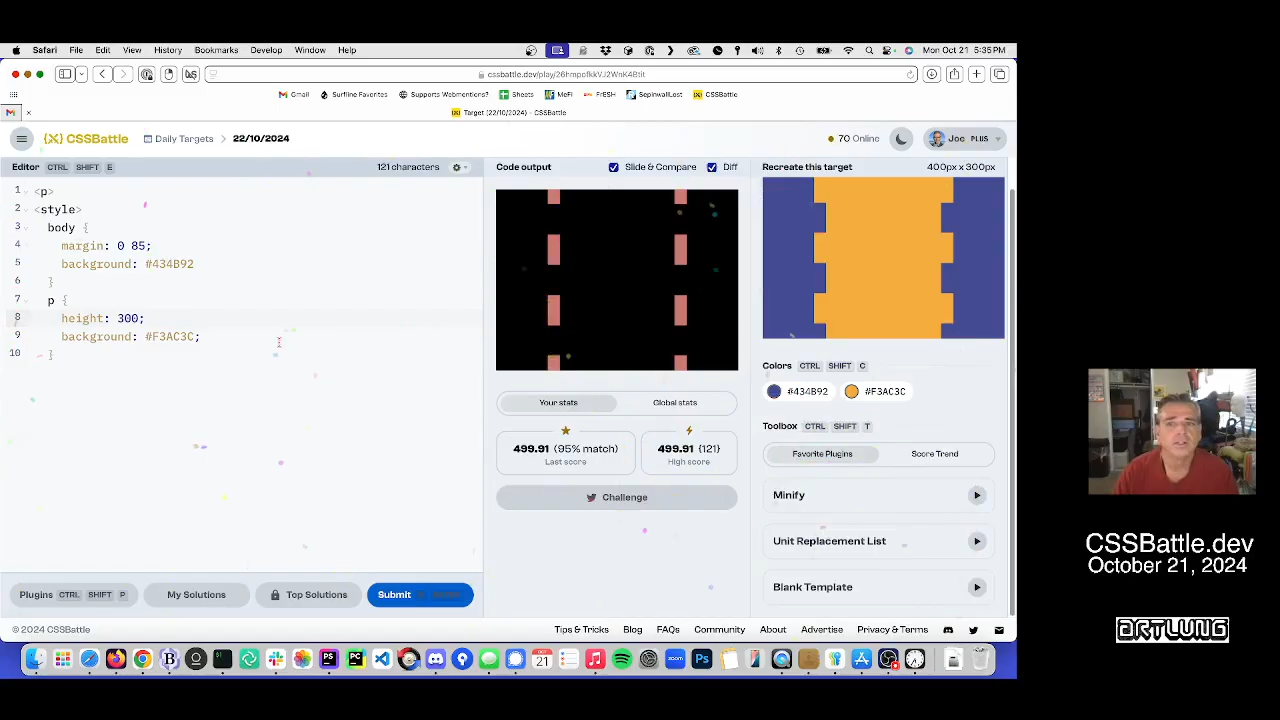 Safari File Edit View History Bookmarks Develop Window Help Mon Oct 21 5:35 PM
cssbattle.dev/play/26hmpofkkVJ2WnK4Btit
Gmail Surfline Favorites Support Webmentions? Sheets MeFi FrESH SepinwallLost CSSBattle
Target (22/10/2024) - CSSBattle
{X} CSSBattle Daily Targets 22/10/2024 70 Online Joe PLUS
Editor CTRL SHIFT E 121 characters
Code output Slide & Compare Diff
Recreate this target 400px x 300px
1 <p>
2 <style>
3 body {
4 margin: 0 85;
5 background: #434B92
6 }
7 p {
8 height: 300;
9 background: #F3AC3C;
10 }
Colors CTRL SHIFT C
#434B92 #F3AC3C
Your stats Global stats
Toolbox CTRL SHIFT T
499.91 (95% match) 499.91 {121}
Last score High score
Favorite Plugins Score Trend
Challenge
Minify
Unit Replacement List
Blank Template
Plugins CTRL SHIFT P My Solutions Top Solutions Submit
© 2024 CSSBattle Tips & Tricks Blog FAQs Community About Advertise Privacy & Terms
CSSBattle.dev
October 21, 2024
ARTLUNG